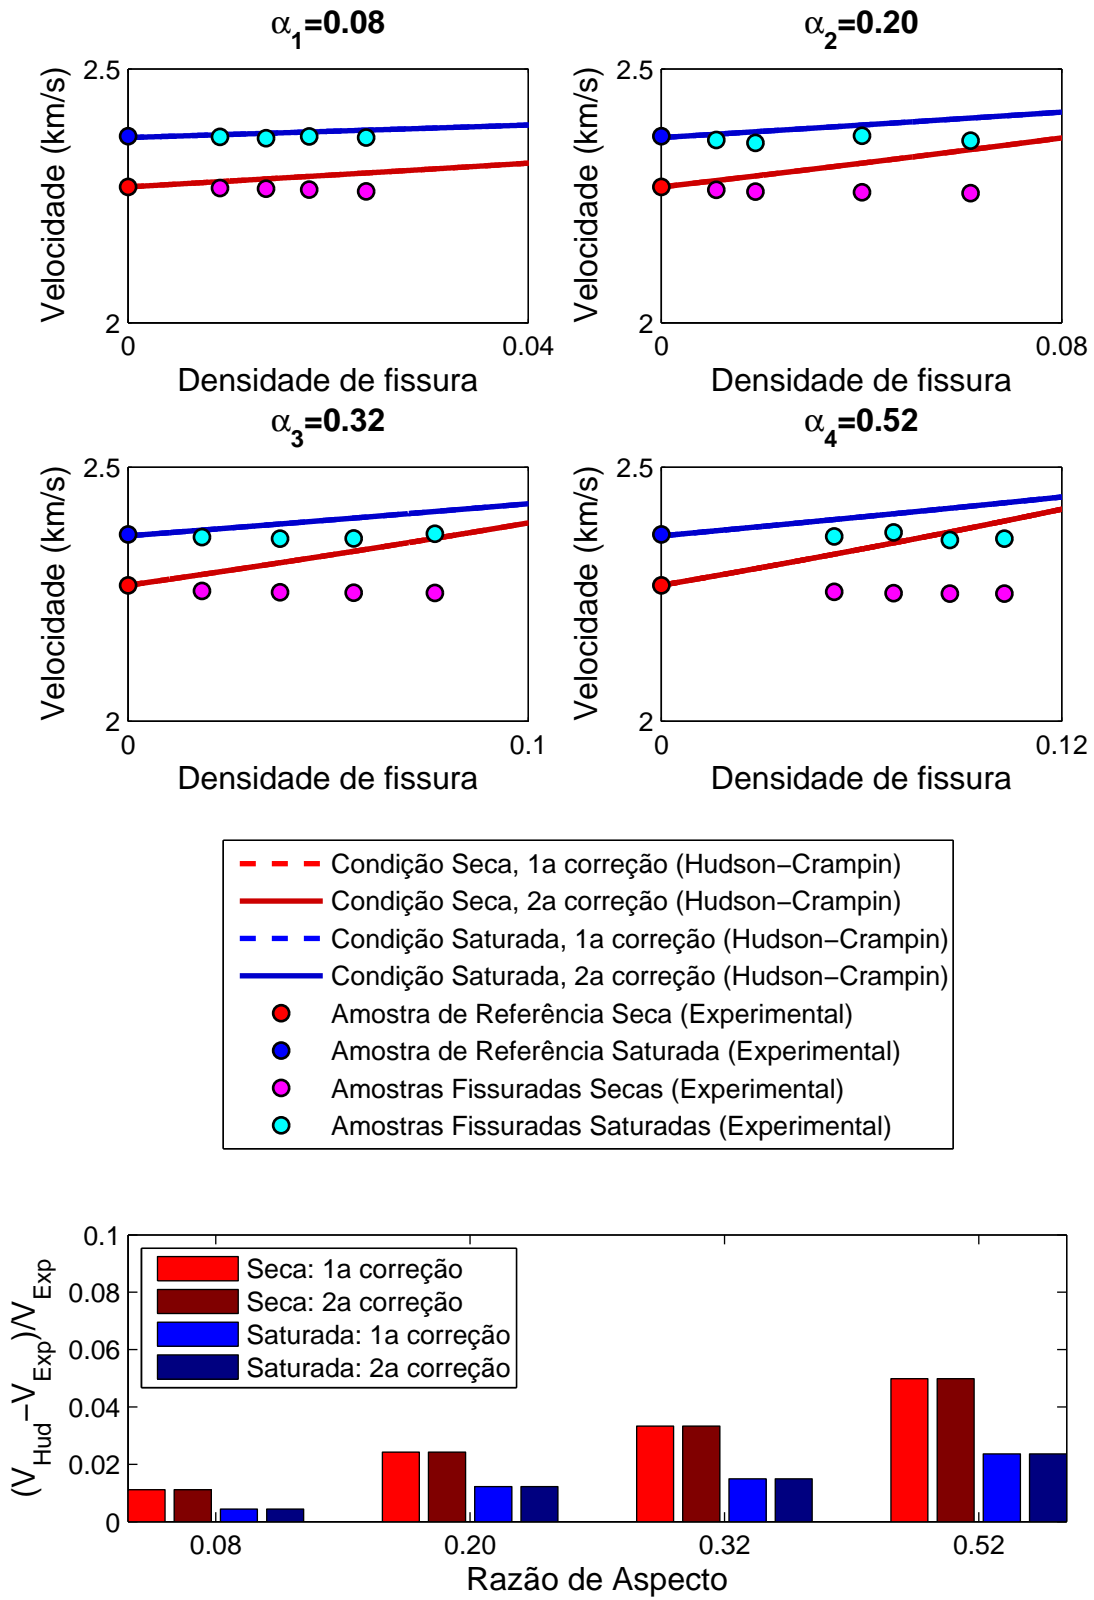 α1=0.08
2.5
2
0
0.04
Velocidade (km/s)
Densidade de fissura
α2=0.20
2.5
2
0
0.08
Velocidade (km/s)
Densidade de fissura
α3=0.32
2.5
2
0
0.1
Velocidade (km/s)
Densidade de fissura
α4=0.52
2.5
2
0
0.12
Velocidade (km/s)
Densidade de fissura
Condição Seca, 1a correção (Hudson−Crampin)
Condição Seca, 2a correção (Hudson−Crampin)
Condição Saturada, 1a correção (Hudson−Crampin)
Condição Saturada, 2a correção (Hudson−Crampin)
Amostra de Referência Seca (Experimental)
Amostra de Referência Saturada (Experimental)
Amostras Fissuradas Secas (Experimental)
Amostras Fissuradas Saturadas (Experimental)
0.1
0.08
0.06
0.04
0.02
0
(VHud−VExp)/VExp
Seca: 1a correção
Seca: 2a correção
Saturada: 1a correção
Saturada: 2a correção
0.08
0.20
0.32
0.52
Razão de Aspecto